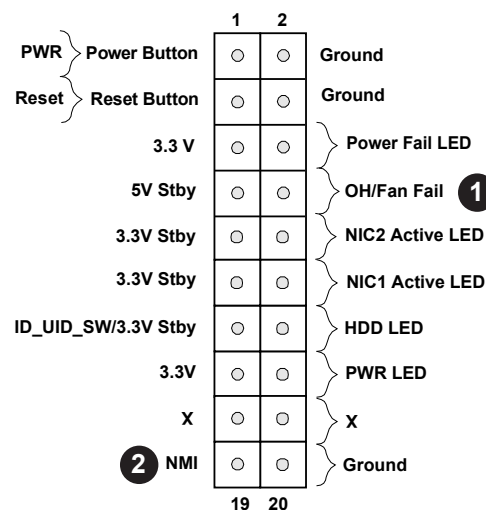 1 2
PWR Power Button Ground
Reset Reset Button Ground
3.3 V Power Fail LED
5V Stby OH/Fan Fail 1
3.3V Stby NIC2 Active LED
3.3V Stby NIC1 Active LED
ID_UID_SW/3.3V Stby HDD LED
3.3V PWR LED
X X
2 NMI Ground
19 20